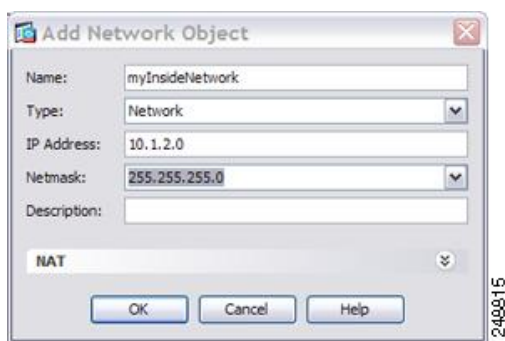 Add Network Object
Name: myInsideNetwork
Type: Network
IP Address: 10.1.2.0
Netmask: 255.255.255.0
Description:
NAT
OK Cancel Help
248815